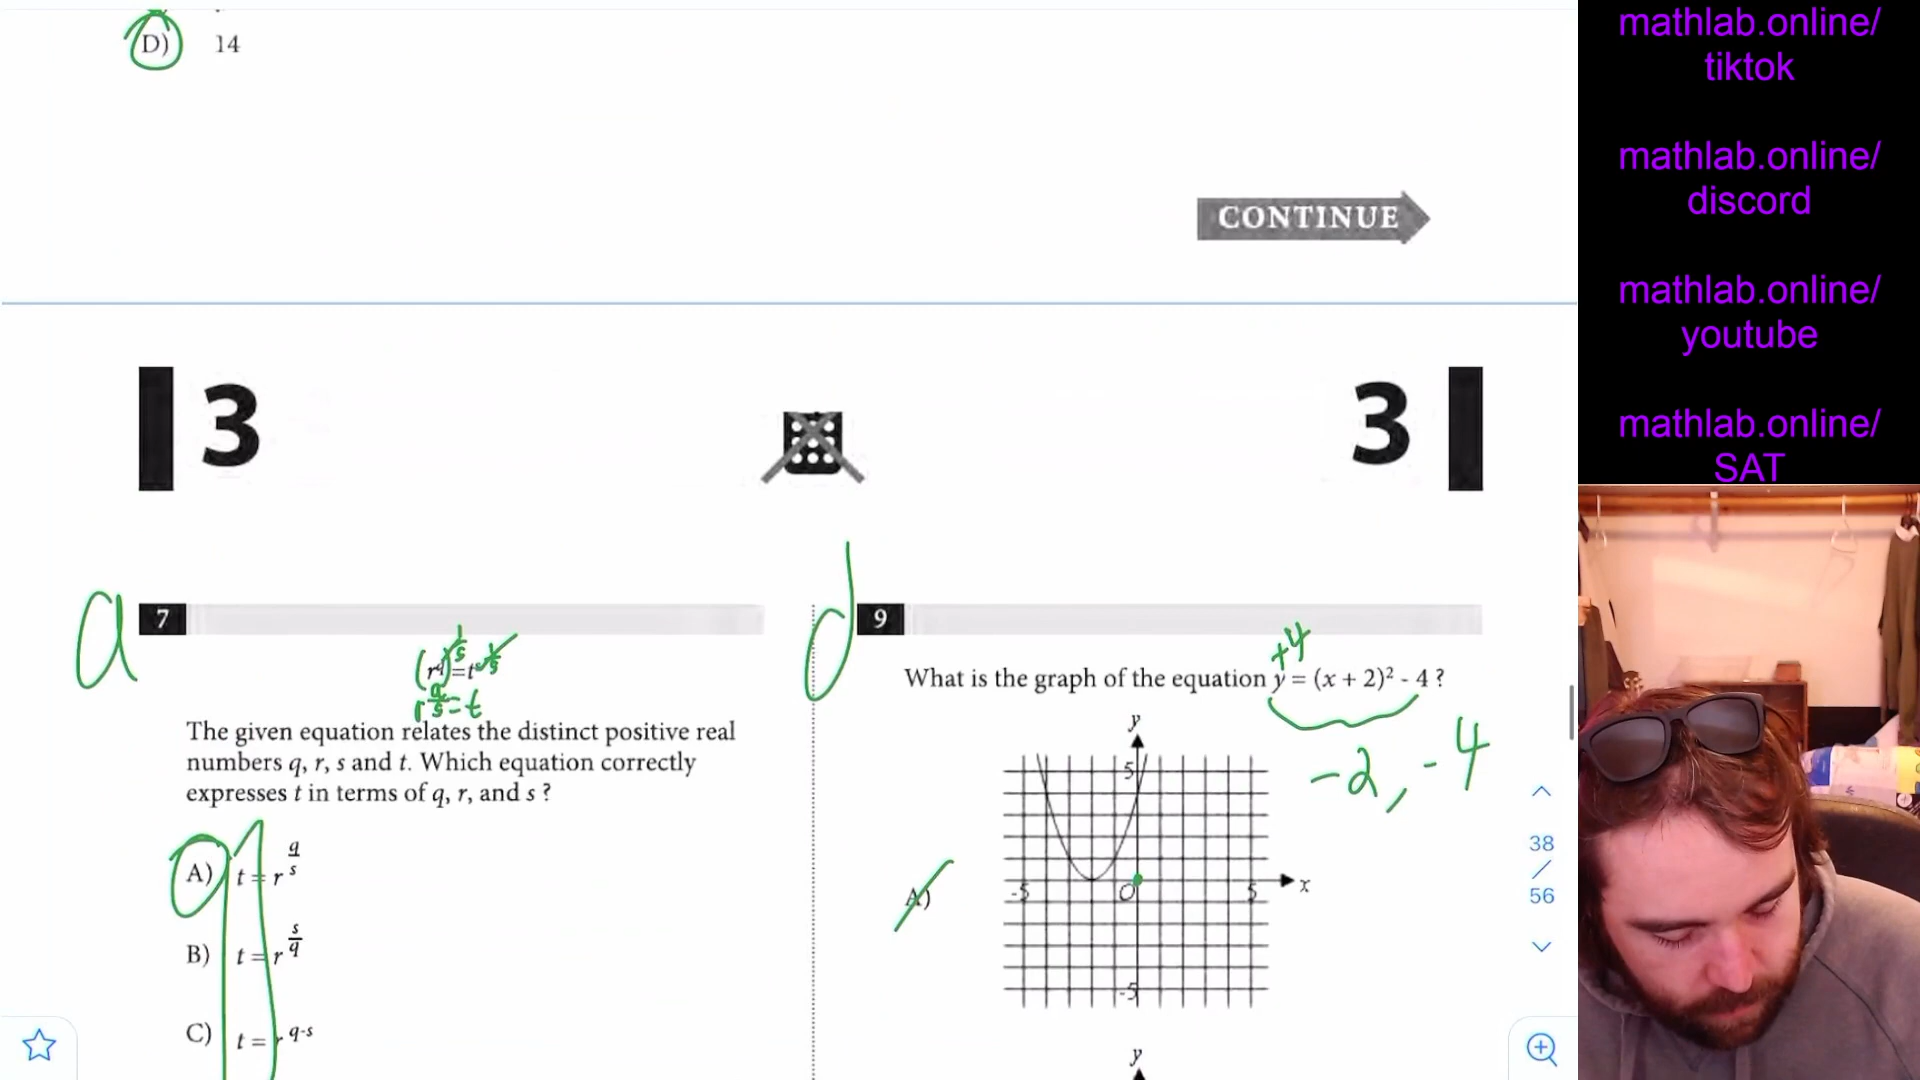 D) 14
CONTINUE
3
3
a
7
(r^q)^1/s = t^s·1/s
r^q/s = t
The given equation relates the distinct positive real
numbers q, r, s and t. Which equation correctly
expresses t in terms of q, r, and s ?
A) t = r^q/s
B) t = r^s/q
C) t = r^q-s
d
9
+4
What is the graph of the equation y = (x + 2)² - 4 ?
-2, -4
A)
y
5
-5
O
5
x
-5
y
38
/
56
mathlab.online/
tiktok
mathlab.online/
discord
mathlab.online/
youtube
mathlab.online/
SAT